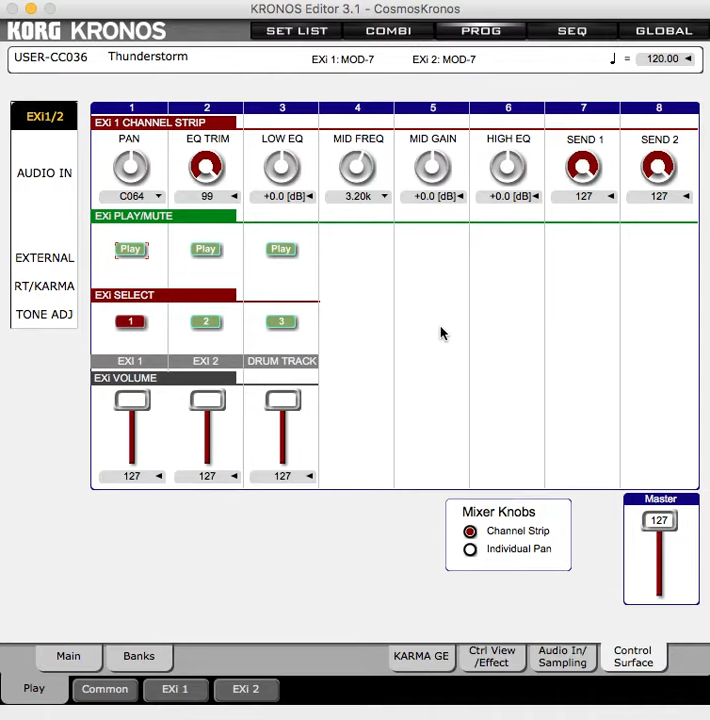 KRONOS Editor 3.1 - CosmosKronos
KORG KRONOS
SET LIST COMBI PROG SEQ GLOBAL
USER-CC036 Thunderstorm EXi 1: MOD-7 EXi 2: MOD-7 ♩ = 120.00
EXi1/2
AUDIO IN
EXTERNAL
RT/KARMA
TONE ADJ
1 2 3 4 5 6 7 8
EXi 1 CHANNEL STRIP
PAN EQ TRIM LOW EQ MID FREQ MID GAIN HIGH EQ SEND 1 SEND 2
C064 99 +0.0 [dB] 3.20k +0.0 [dB] +0.0 [dB] 127 127
EXi PLAY/MUTE
Play Play Play
EXi SELECT
1 2 3
EXI 1 EXI 2 DRUM TRACK
EXi VOLUME
127 127 127
Mixer Knobs
Channel Strip
Individual Pan
Master
127
Main Banks KARMA GE Ctrl View /Effect Audio In/ Sampling Control Surface
Play Common EXi 1 EXi 2